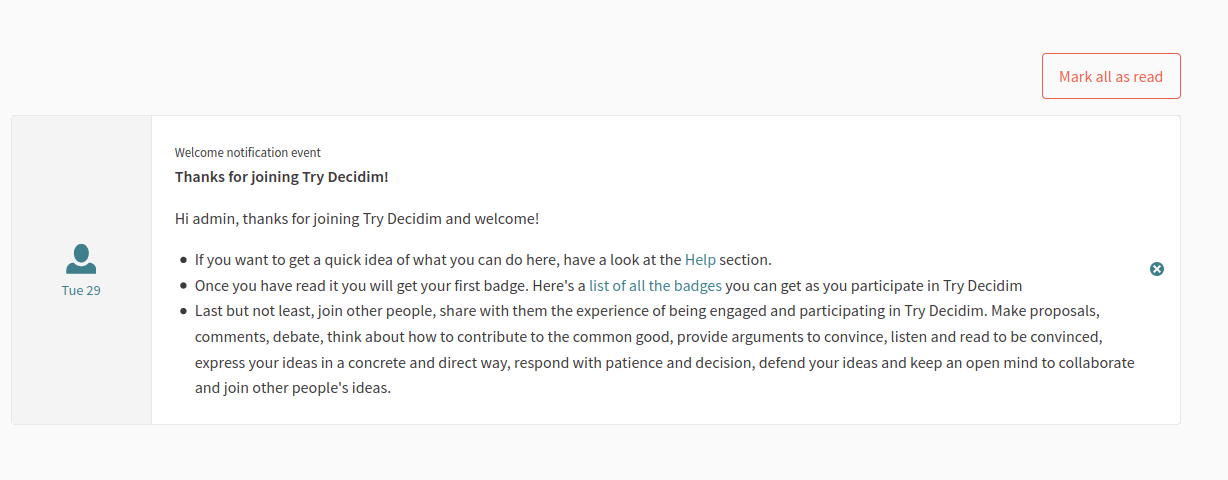 Mark all as read
Welcome notification event
Thanks for joining Try Decidim!
Hi admin, thanks for joining Try Decidim and welcome!
● If you want to get a quick idea of what you can do here, have a look at the Help section.
● Once you have read it you will get your first badge. Here's a list of all the badges you can get as you participate in Try Decidim
● Last but not least, join other people, share with them the experience of being engaged and participating in Try Decidim. Make proposals,
comments, debate, think about how to contribute to the common good, provide arguments to convince, listen and read to be convinced,
express your ideas in a concrete and direct way, respond with patience and decision, defend your ideas and keep an open mind to collaborate
and join other people's ideas.
Tue 29